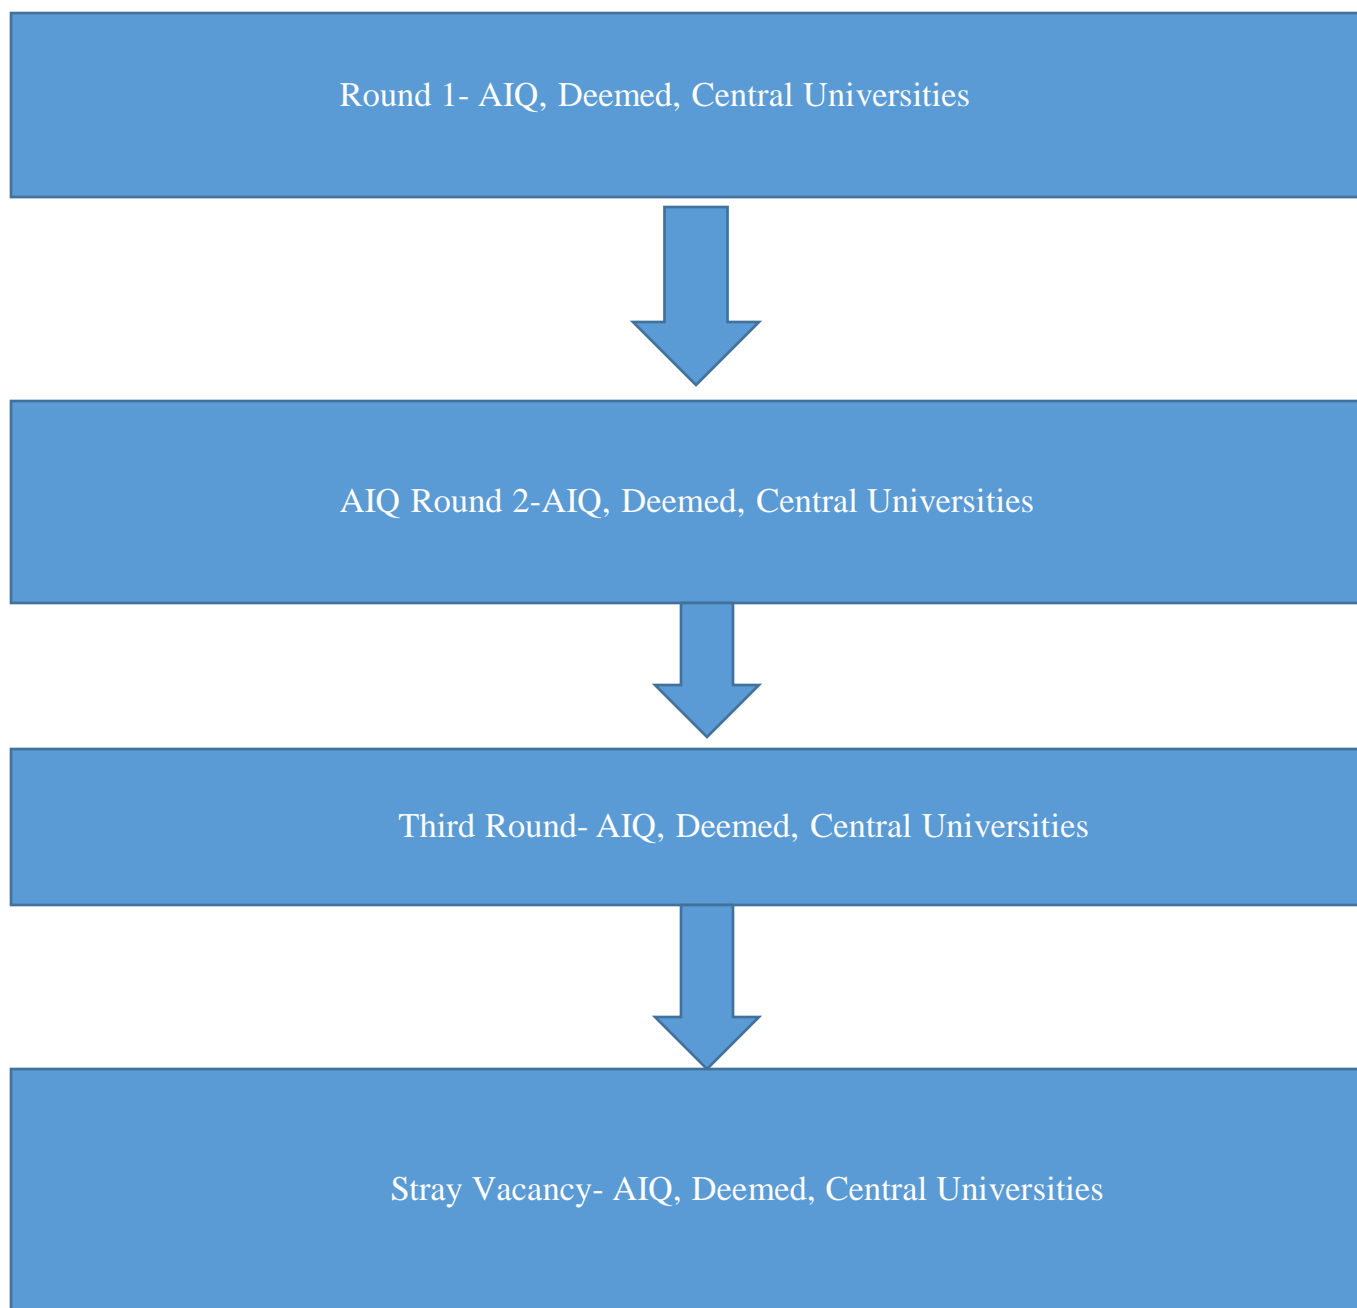 Round 1- AIQ, Deemed, Central Universities
AIQ Round 2-AIQ, Deemed, Central Universities
Third Round- AIQ, Deemed, Central Universities
Stray Vacancy- AIQ, Deemed, Central Universities